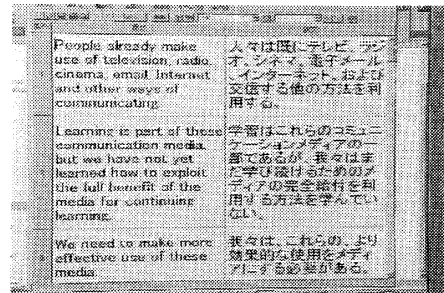 People already make
use of television, radio,
cinema, email, Internet
and other ways of
communicating.
人々は既にテレビ、ラジ
オ、シネマ、電子メール
、インターネット、および
交信する他の方法を利
用する。
Learning is part of these
communication media,
but we have not yet
learned how to exploit
the full benefit of the
media for continuing
learning.
学習はこれらのコミュニ
ケーションメディアの一
部であるが、我々はま
だ学び続けるためのメ
ディアの完全給付を利
用する方法を学んでい
ない。
We need to make more
effective use of these
media.
我々は、これらの、より
効果的な使用をメディ
アにする必要がある。